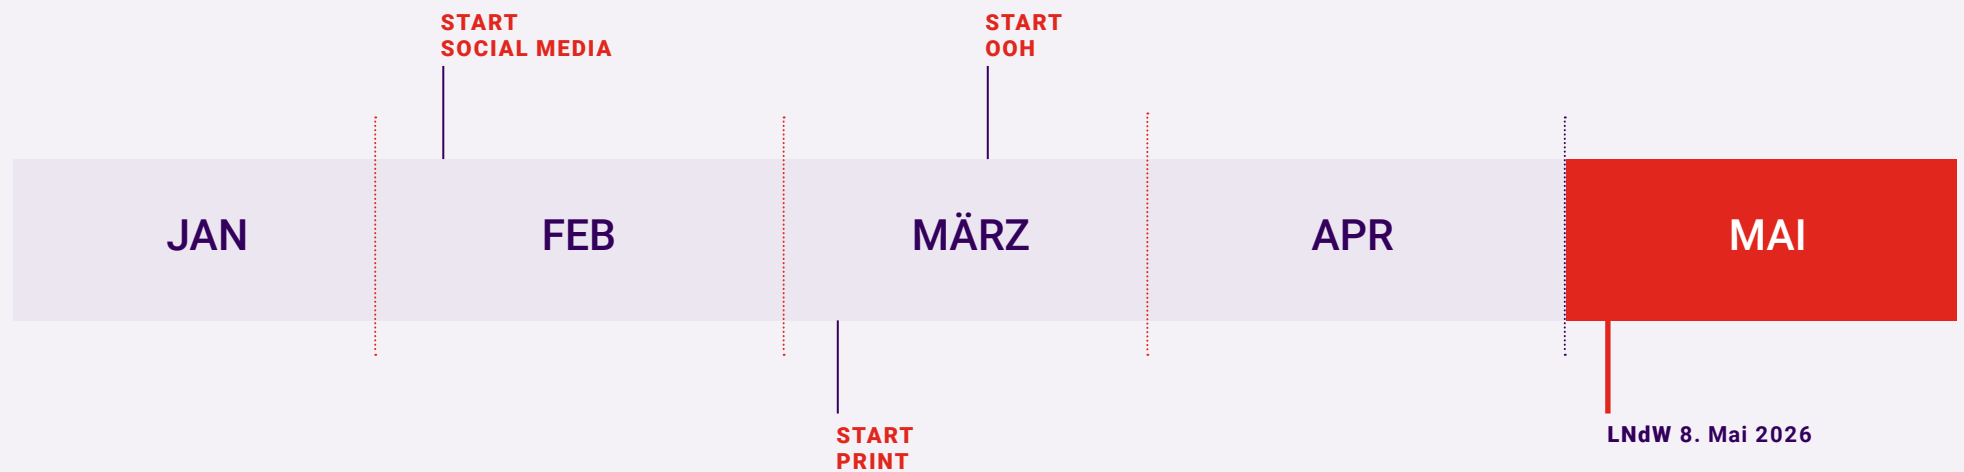 START
SOCIAL MEDIA
START
OOH
JAN
FEB
MÄRZ
APR
MAI
START
PRINT
LNdW 8. Mai 2026